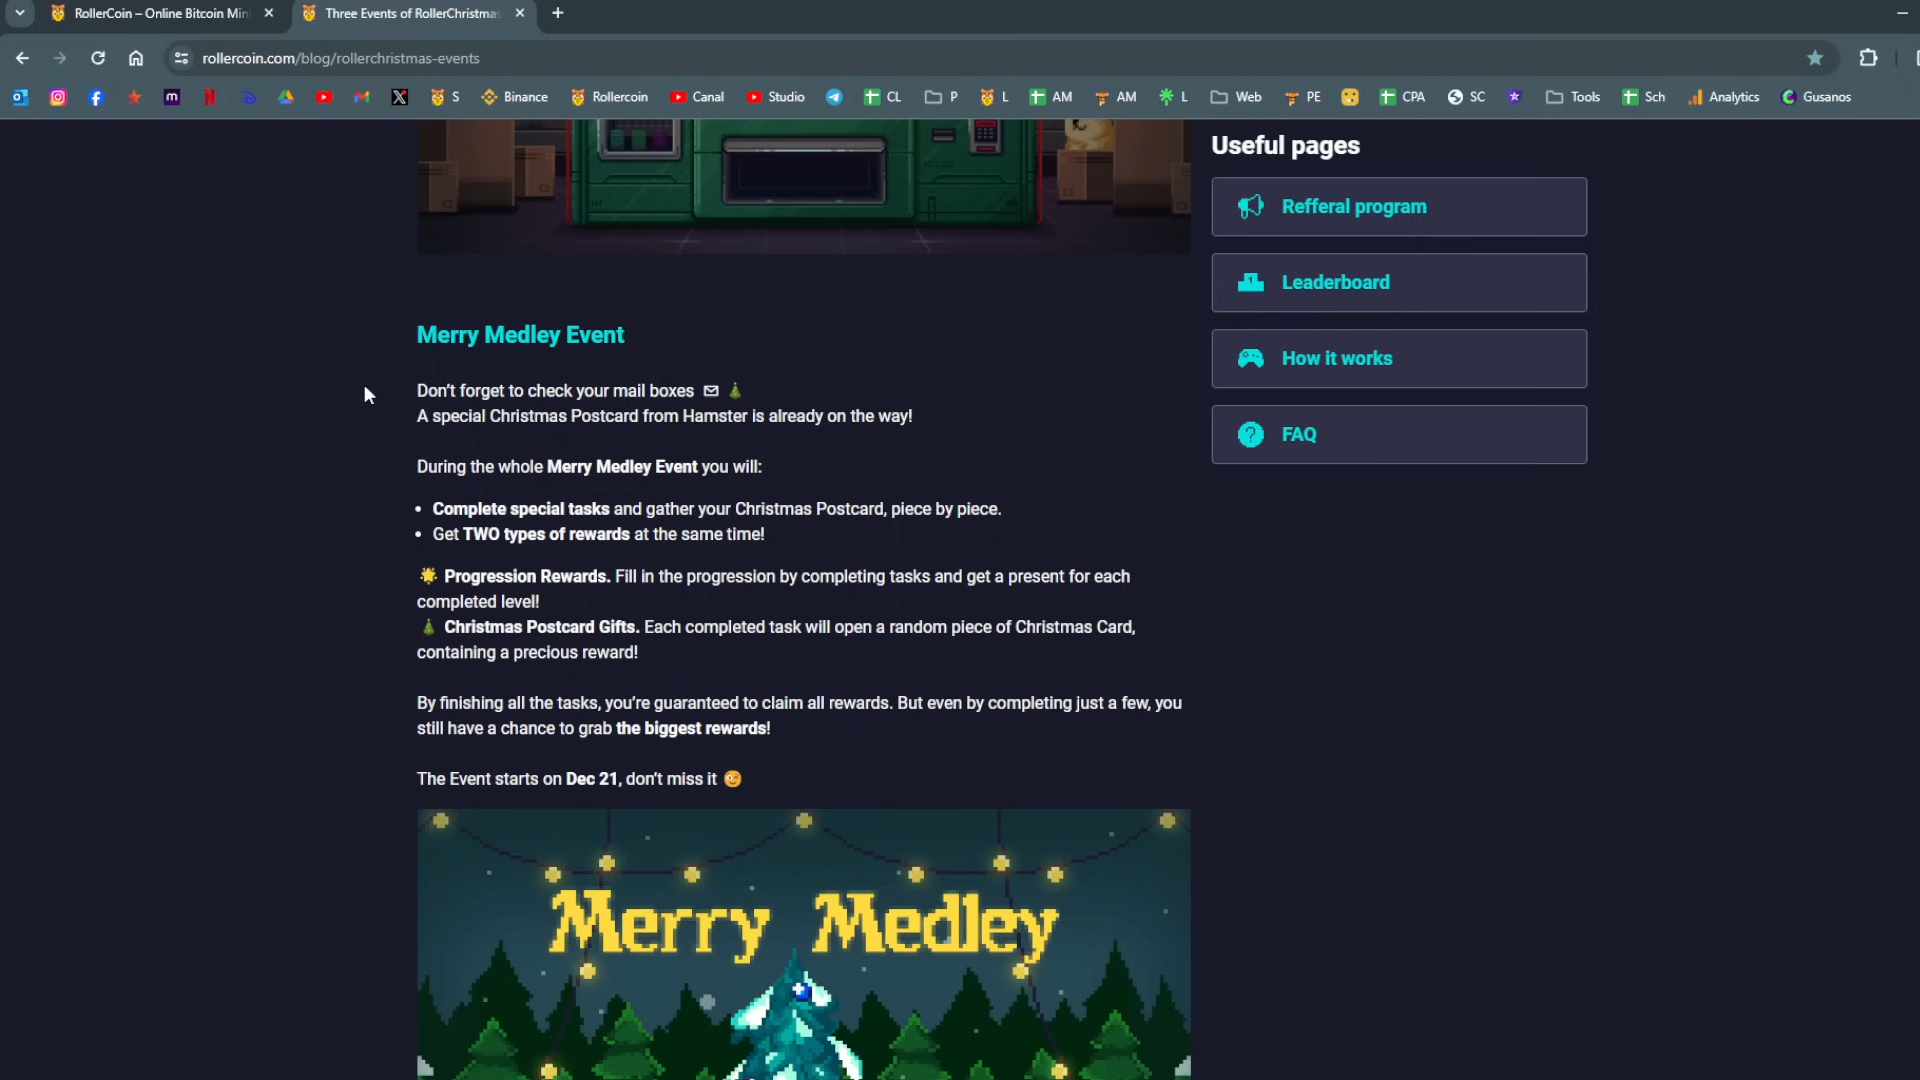 RollerCoin – Online Bitcoin Min
Three Events of RollerChristmas
rollercoin.com/blog/rollerchristmas-events
S
Binance
Rollercoin
Canal
Studio
CL
P
L
AM
AM
L
Web
PE
CPA
SC
Tools
Sch
Analytics
Gusanos
Useful pages
Refferal program
Leaderboard
How it works
FAQ
Merry Medley Event
Don't forget to check your mail boxes ✉ 🎄
A special Christmas Postcard from Hamster is already on the way!
During the whole Merry Medley Event you will:
• Complete special tasks and gather your Christmas Postcard, piece by piece.
• Get TWO types of rewards at the same time!
🌟 Progression Rewards. Fill in the progression by completing tasks and get a present for each
completed level!
🎄 Christmas Postcard Gifts. Each completed task will open a random piece of Christmas Card,
containing a precious reward!
By finishing all the tasks, you're guaranteed to claim all rewards. But even by completing just a few, you
still have a chance to grab the biggest rewards!
The Event starts on Dec 21, don't miss it 😉
Merry Medley